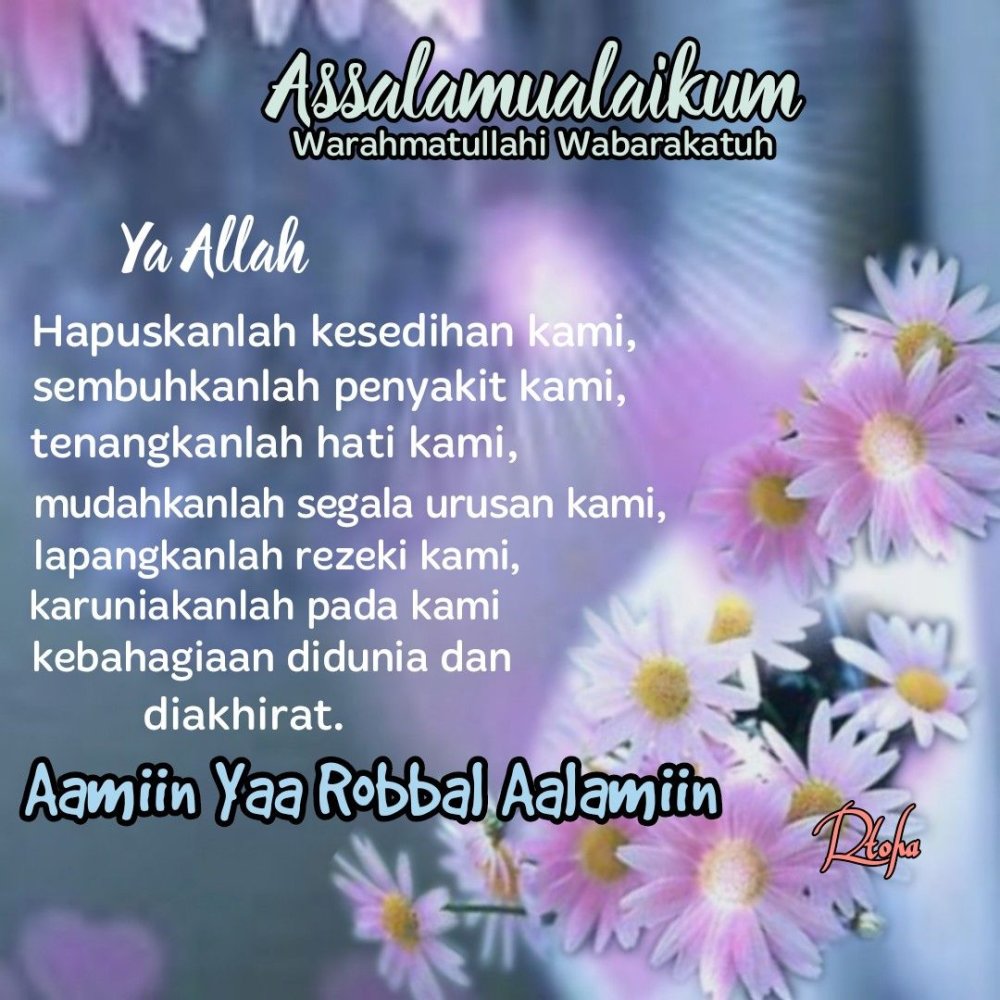 Assalamualaikum
Warahmatullahi Wabarakatuh
Ya Allah
Hapuskanlah kesedihan kami,
sembuhkanlah penyakit kami,
tenangkanlah hati kami,
mudahkanlah segala urusan kami,
lapangkanlah rezeki kami,
karuniakanlah pada kami
kebahagiaan didunia dan
diakhirat.
Aamiin Yaa Robbal Aalamiin
Rtoha